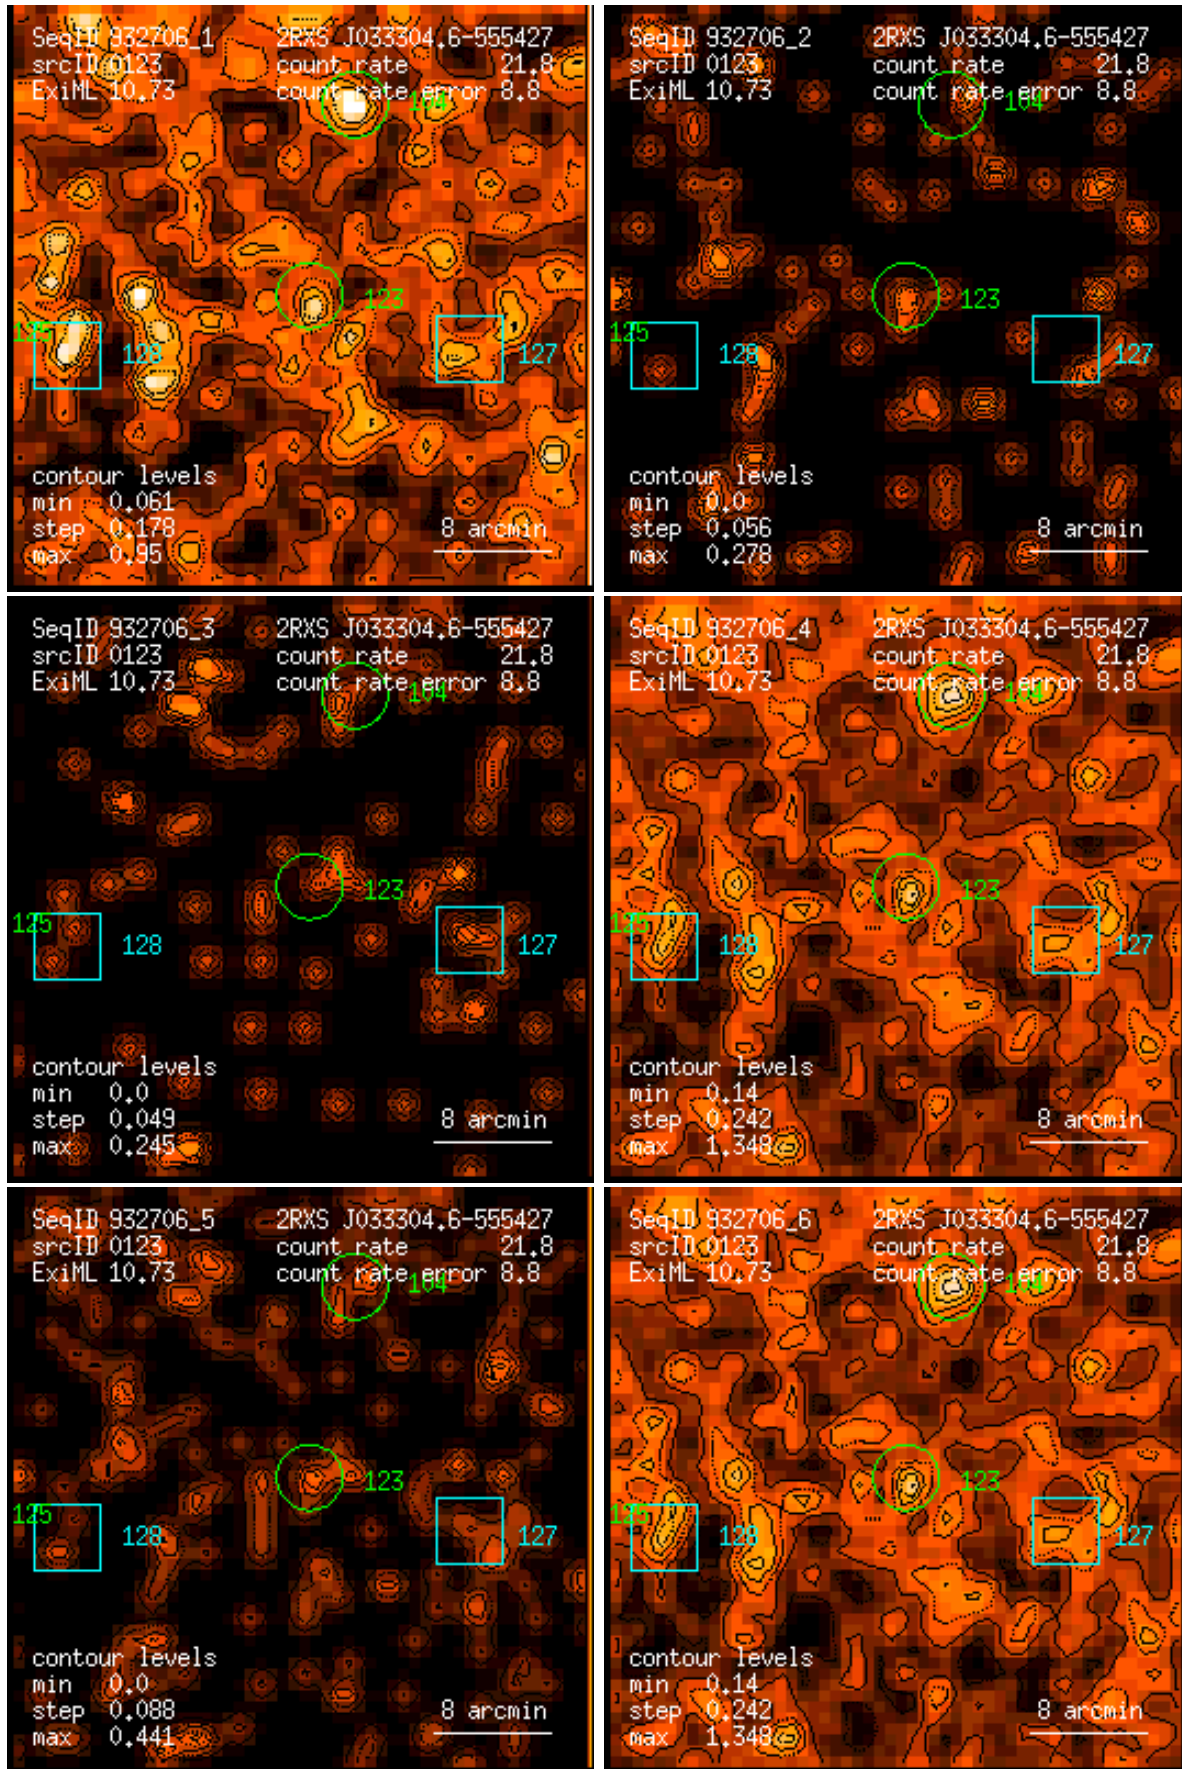 SeqID 932706_1 2RXS J033304.6-555427
srcID 0123 count rate 21.8
ExiML 10.73 count rate error 8.8
104
123
125
128 127
contour levels
min 0.061
step 0.178 8 arcmin
max 0.95
SeqID 932706_2 2RXS J033304.6-555427
srcID 0123 count rate 21.8
ExiML 10.73 count rate error 8.8
104
123
125
128 127
contour levels
min 0.0
step 0.056 8 arcmin
max 0.278
SeqID 932706_3 2RXS J033304.6-555427
srcID 0123 count rate 21.8
ExiML 10.73 count rate error 8.8
104
123
125
128 127
contour levels
min 0.0
step 0.049 8 arcmin
max 0.245
SeqID 932706_4 2RXS J033304.6-555427
srcID 0123 count rate 21.8
ExiML 10.73 count rate error 8.8
104
123
125
128 127
contour levels
min 0.14
step 0.242 8 arcmin
max 1.348
SeqID 932706_5 2RXS J033304.6-555427
srcID 0123 count rate 21.8
ExiML 10.73 count rate error 8.8
104
123
125
128 127
contour levels
min 0.0
step 0.088 8 arcmin
max 0.441
SeqID 932706_6 2RXS J033304.6-555427
srcID 0123 count rate 21.8
ExiML 10.73 count rate error 8.8
104
123
125
128 127
contour levels
min 0.14
step 0.242 8 arcmin
max 1.348